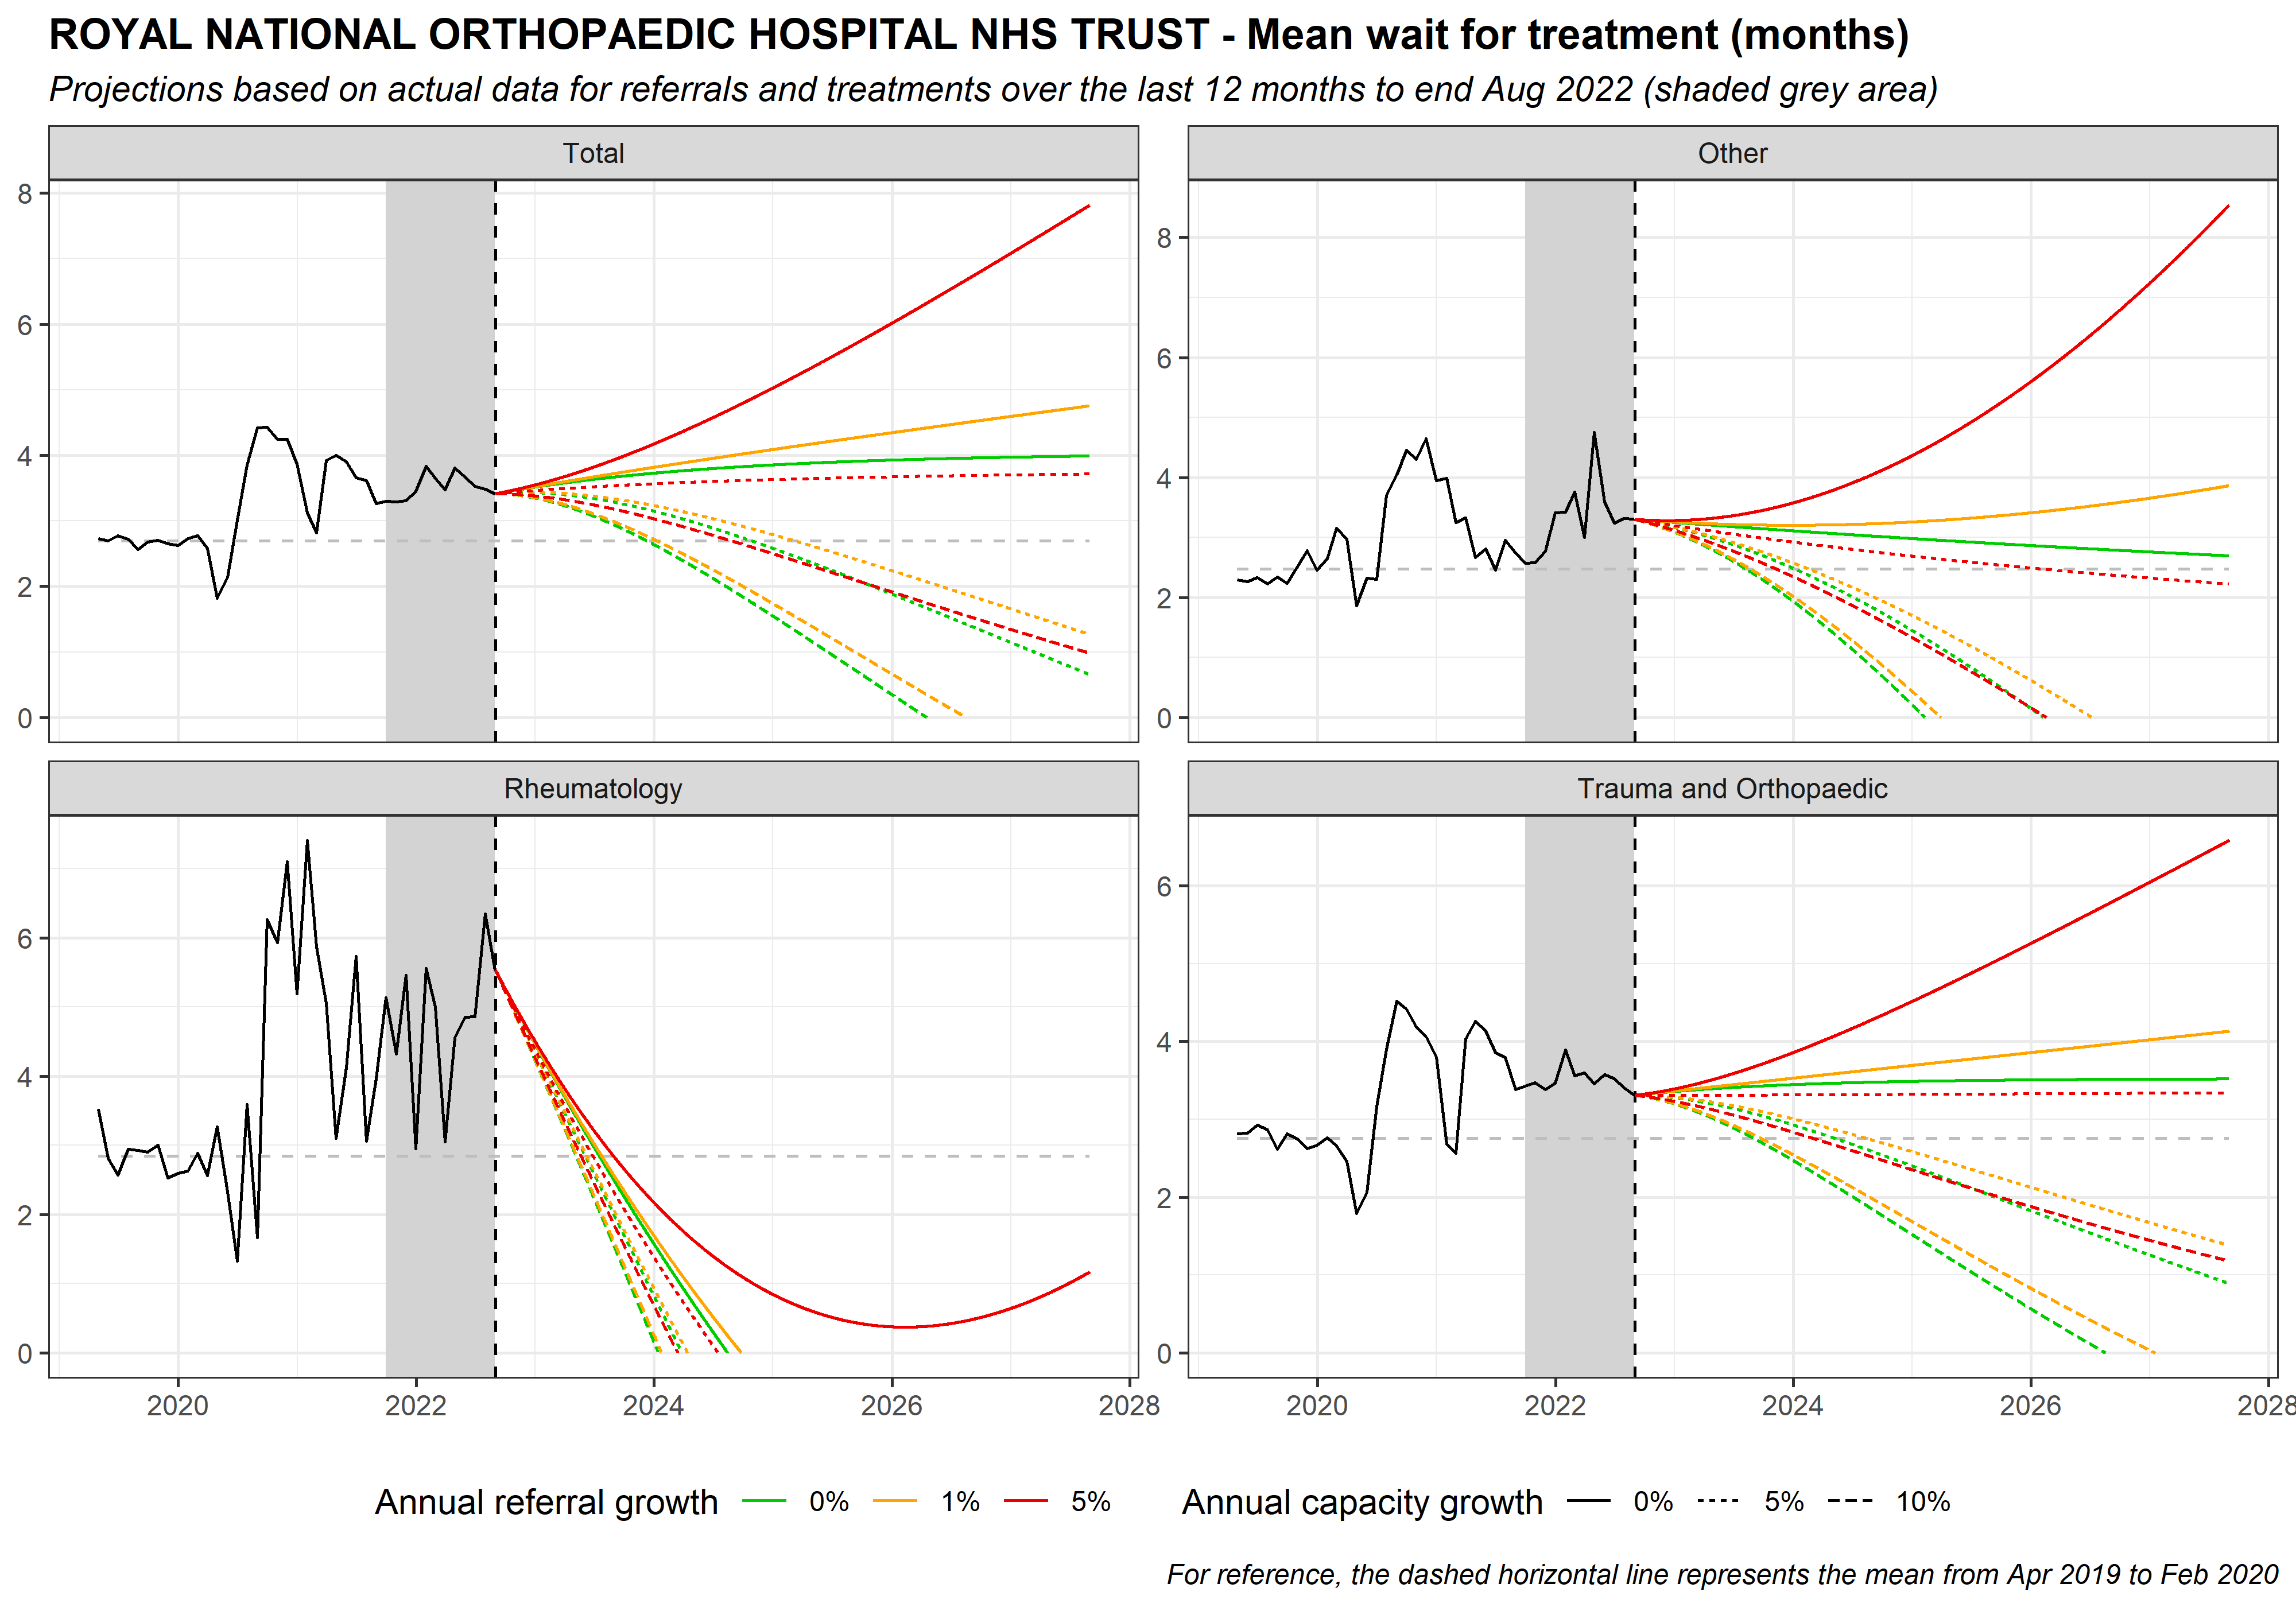 ROYAL NATIONAL ORTHOPAEDIC HOSPITAL NHS TRUST - Mean wait for treatment (months)
Projections based on actual data for referrals and treatments over the last 12 months to end Aug 2022 (shaded grey area)
Total
Other
8
6
4
2
0
8
6
4
2
0
Rheumatology
Trauma and Orthopaedic
6
4
2
0
6
4
2
0
2020 2022 2024 2026 2028
2020 2022 2024 2026 2028
Annual referral growth 0% 1% 5%
Annual capacity growth 0% 5% 10%
For reference, the dashed horizontal line represents the mean from Apr 2019 to Feb 2020